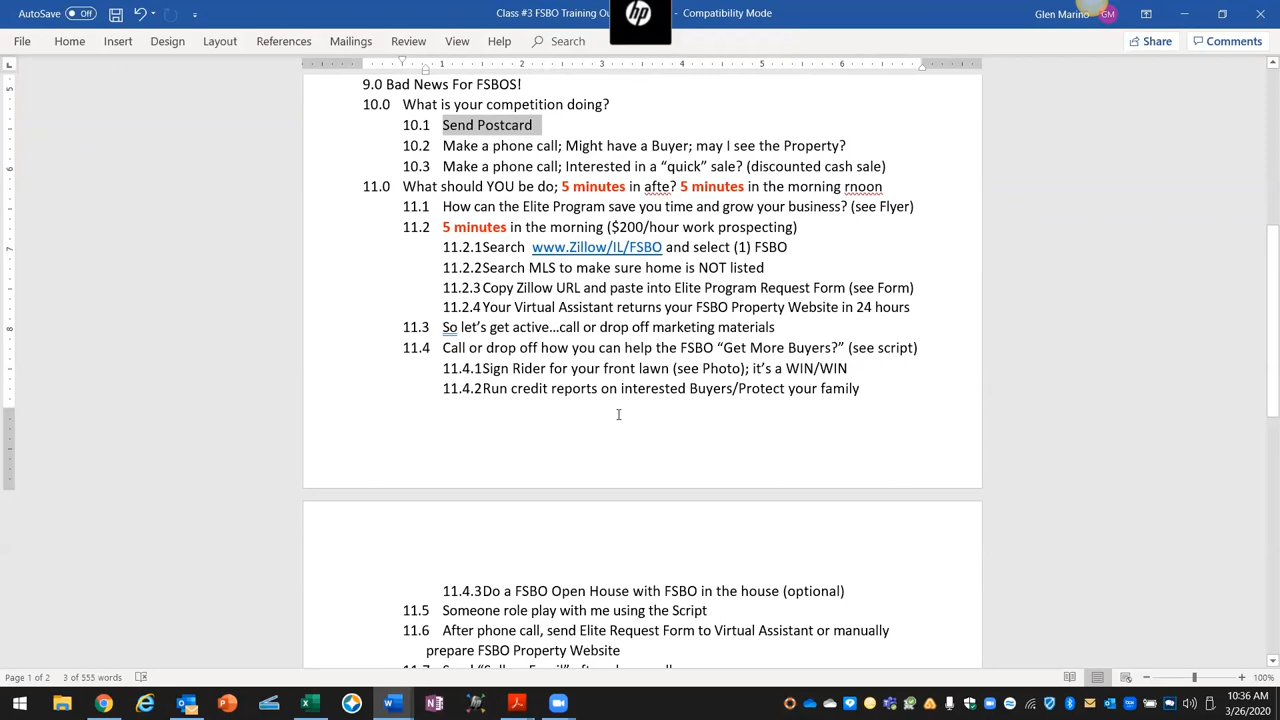 AutoSave Off
Class #3 FSBO Training Ou
- Compatibility Mode
Glen Marino GM
hp
File Home Insert Draw Design Layout References Mailings Review View Help Search Share Comments
1 2 3 4 5 6
9.0 Bad News For FSBOS!
10.0 What is your competition doing?
10.1 Send Postcard
10.2 Make a phone call; Might have a Buyer; may I see the Property?
10.3 Make a phone call; Interested in a “quick” sale? (discounted cash sale)
11.0 What should YOU be do; 5 minutes in afte? 5 minutes in the morning rnoon
11.1 How can the Elite Program save you time and grow your business? (see Flyer)
11.2 5 minutes in the morning ($200/hour work prospecting)
11.2.1Search www.Zillow/IL/FSBO and select (1) FSBO
11.2.2Search MLS to make sure home is NOT listed
11.2.3Copy Zillow URL and paste into Elite Program Request Form (see Form)
11.2.4Your Virtual Assistant returns your FSBO Property Website in 24 hours
11.3 So let’s get active…call or drop off marketing materials
11.4 Call or drop off how you can help the FSBO “Get More Buyers?” (see script)
11.4.1Sign Rider for your front lawn (see Photo); it’s a WIN/WIN
11.4.2Run credit reports on interested Buyers/Protect your family
11.4.3Do a FSBO Open House with FSBO in the house (optional)
11.5 Someone role play with me using the Script
11.6 After phone call, send Elite Request Form to Virtual Assistant or manually
prepare FSBO Property Website
Page 1 of 2 3 of 555 words 100%
10:36 AM
3/26/2020